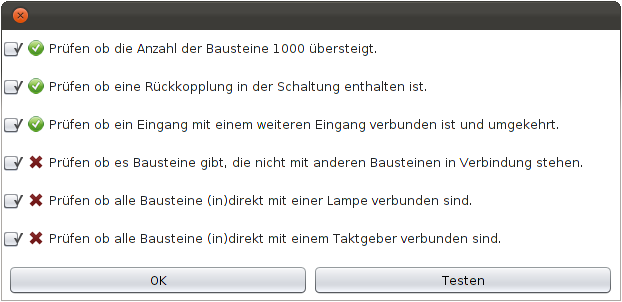 Prüfen ob die Anzahl der Bausteine 1000 übersteigt.
Prüfen ob eine Rückkopplung in der Schaltung enthalten ist.
Prüfen ob ein Eingang mit einem weiteren Eingang verbunden ist und umgekehrt.
Prüfen ob es Bausteine gibt, die nicht mit anderen Bausteinen in Verbindung stehen.
Prüfen ob alle Bausteine (in)direkt mit einer Lampe verbunden sind.
Prüfen ob alle Bausteine (in)direkt mit einem Taktgeber verbunden sind.
OK Testen